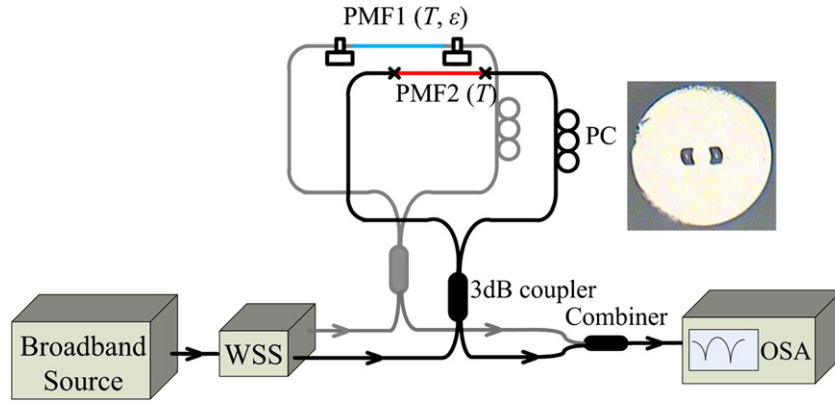 PMF1 (T, ε)
PMF2 (T)
PC
3dB coupler
Combiner
Broadband
Source
WSS
OSA